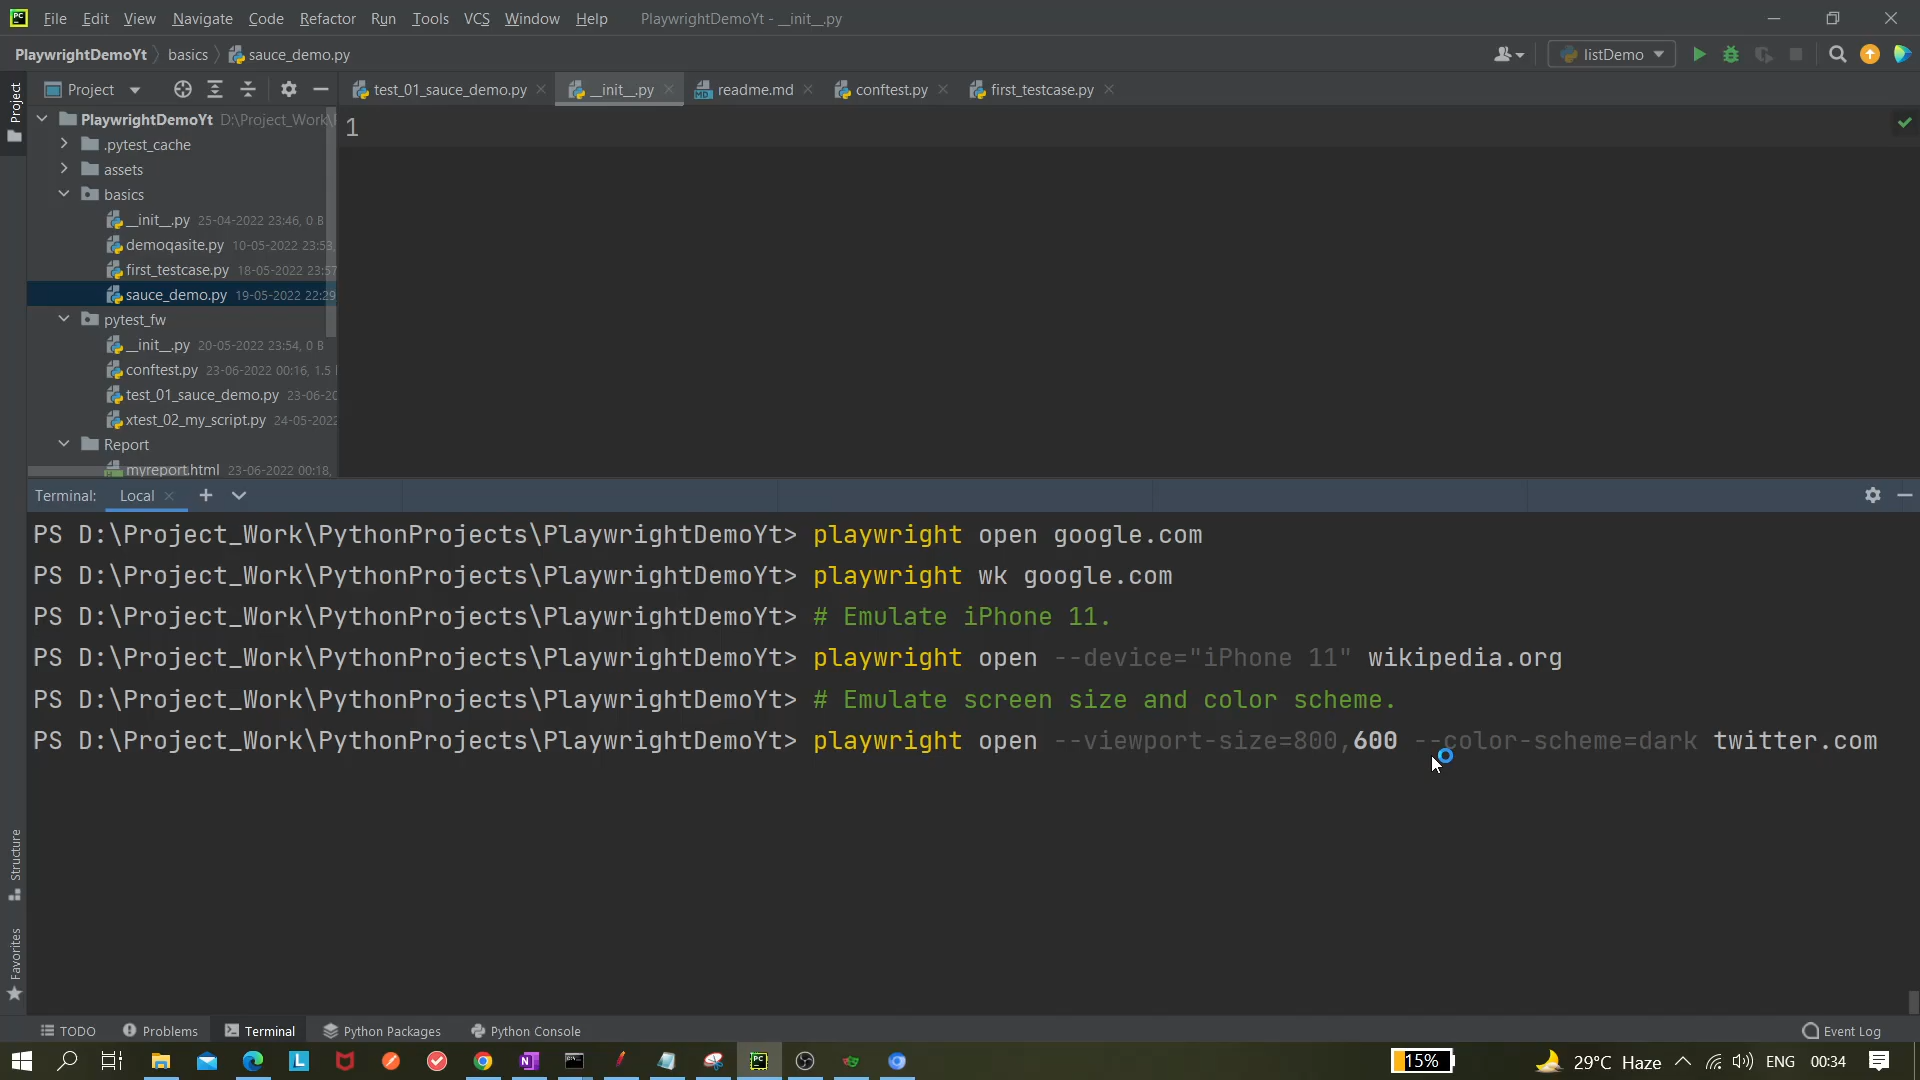 File Edit View Navigate Code Refactor Run Tools VCS Window Help PlaywrightDemoYt - __init__.py
PlaywrightDemoYt basics sauce_demo.py listDemo
Project
Project test_01_sauce_demo.py __init__.py readme.md conftest.py first_testcase.py
PlaywrightDemoYt D:\Project_Work\
1
.pytest_cache
assets
basics
__init__.py 25-04-2022 23:46, 0 B
demoqasite.py 10-05-2022 23:53,
first_testcase.py 18-05-2022 23:57
sauce_demo.py 19-05-2022 22:29
pytest_fw
__init__.py 20-05-2022 23:54, 0 B
conftest.py 23-06-2022 00:16, 1.5
test_01_sauce_demo.py 23-06-20
xtest_02_my_script.py 24-05-2022
Report
myreport.html 23-06-2022 00:18,
Terminal: Local
PS D:\Project_Work\PythonProjects\PlaywrightDemoYt> playwright open google.com
PS D:\Project_Work\PythonProjects\PlaywrightDemoYt> playwright wk google.com
PS D:\Project_Work\PythonProjects\PlaywrightDemoYt> # Emulate iPhone 11.
PS D:\Project_Work\PythonProjects\PlaywrightDemoYt> playwright open --device="iPhone 11" wikipedia.org
PS D:\Project_Work\PythonProjects\PlaywrightDemoYt> # Emulate screen size and color scheme.
PS D:\Project_Work\PythonProjects\PlaywrightDemoYt> playwright open --viewport-size=800,600 --color-scheme=dark twitter.com
Structure
Favorites
TODO Problems Terminal Python Packages Python Console Event Log
15% 29°C Haze ENG 00:34